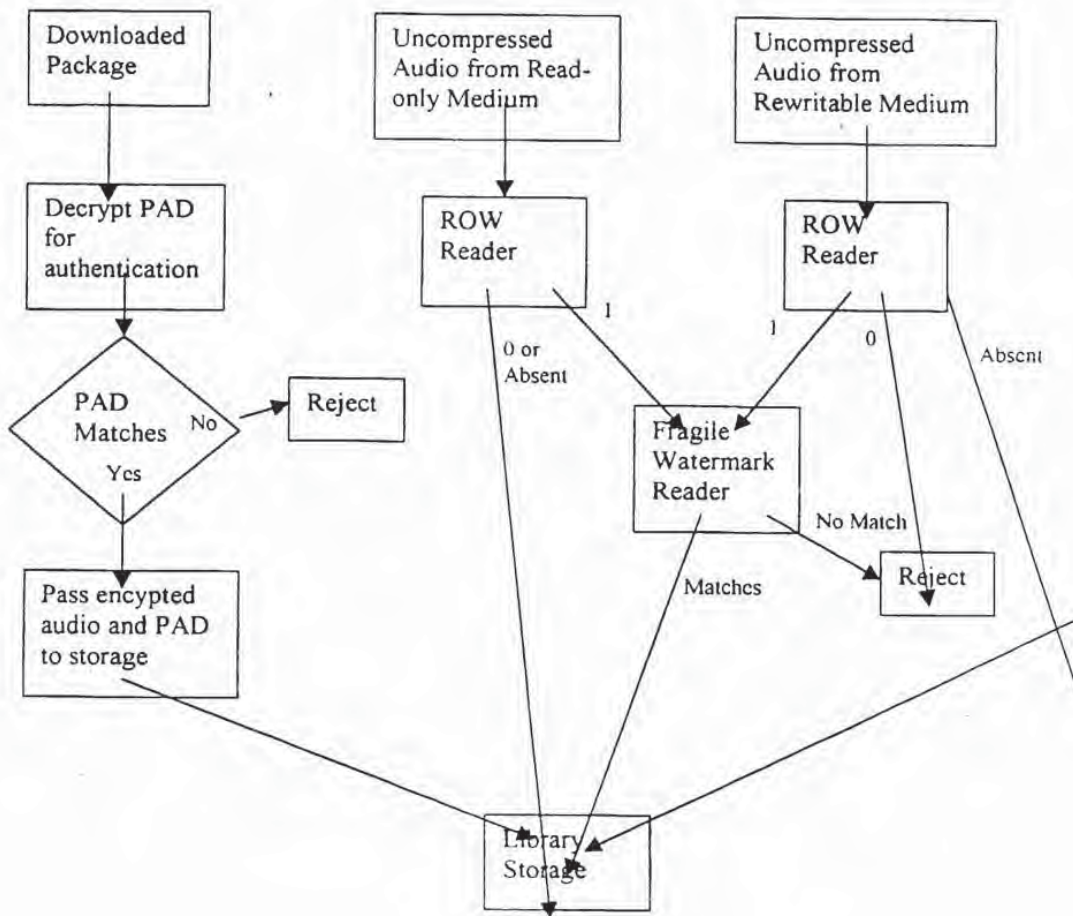 Downloaded
Package
Uncompressed
Audio from Read-
only Medium
Uncompressed
Audio from
Rewritable Medium
Decrypt PAD
for
authentication
ROW
Reader
ROW
Reader
1
1
0
0 or
Absent
Absent
PAD
Matches
No
Yes
Reject
Fragile
Watermark
Reader
No Match
Matches
Reject
Pass encypted
audio and PAD
to storage
Library
Storage